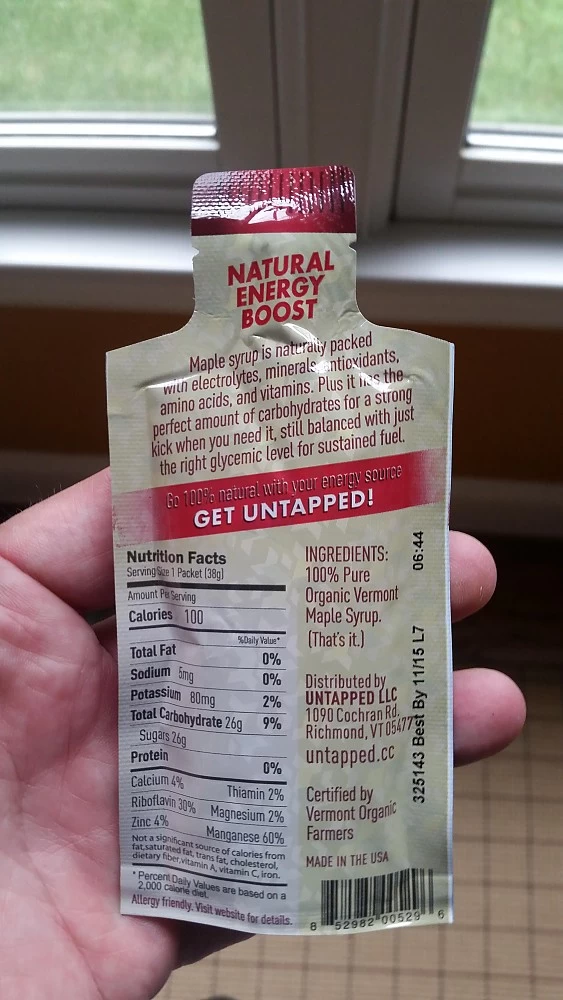 NATURAL
ENERGY
BOOST
Maple syrup is naturally packed
with electrolytes, minerals, antioxidants,
amino acids, and vitamins. Plus it has the
perfect amount of carbohydrates for a strong
kick when you need it, still balanced with just
the right glycemic level for sustained fuel.
Go 100% natural with your energy source
GET UNTAPPED!
Nutrition Facts
Serving Size 1 Packet (38g)
Amount Per Serving
Calories 100
%Daily Value*
Total Fat 0%
Sodium 5mg 0%
Potassium 80mg 2%
Total Carbohydrate 26g 9%
Sugars 26g
Protein 0%
Calcium 4% Thiamin 2%
Riboflavin 30% Magnesium 2%
Zinc 4% Manganese 60%
Not a significant source of calories from
fat, saturated fat, trans fat, cholesterol,
dietary fiber, vitamin A, vitamin C, iron.
* Percent Daily Values are based on a
2,000 calorie diet.
Allergy friendly. Visit website for details.
INGREDIENTS:
100% Pure
Organic Vermont
Maple Syrup.
(That's it.)
Distributed by
UNTAPPED LLC
1090 Cochran Rd.
Richmond, VT 05477
untapped.cc
Certified by
Vermont Organic
Farmers
MADE IN THE USA
325143 Best By 11/15 L7 06:44
8 52982 00529 6